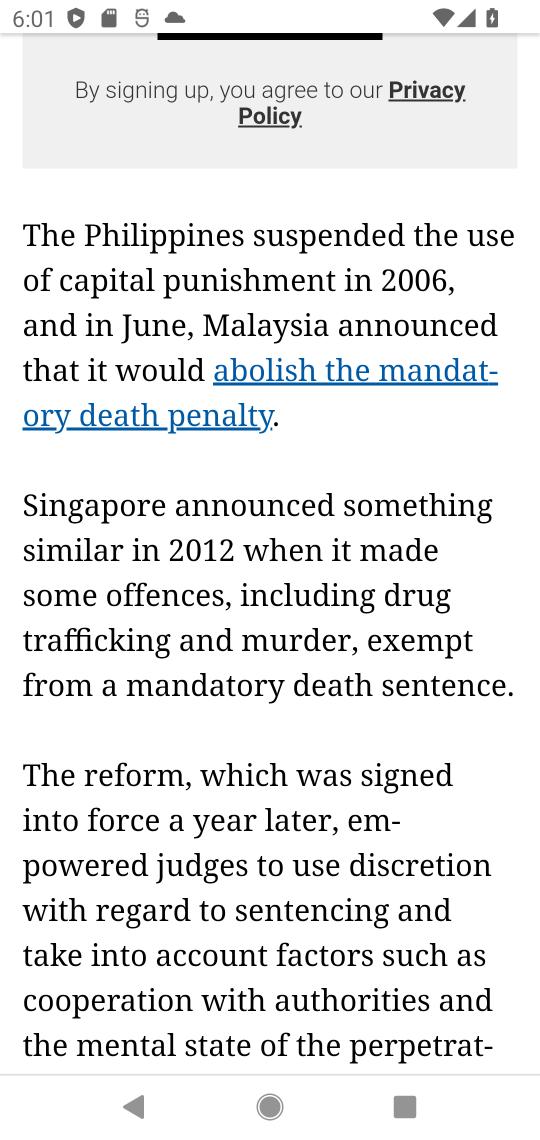 6:01
By signing up, you agree to our Privacy
Policy
The Philippines suspended the use
of capital punishment in 2006,
and in June, Malaysia announced
that it would abolish the mandat-
ory death penalty.
Singapore announced something
similar in 2012 when it made
some offences, including drug
trafficking and murder, exempt
from a mandatory death sentence.
The reform, which was signed
into force a year later, em-
powered judges to use discretion
with regard to sentencing and
take into account factors such as
cooperation with authorities and
the mental state of the perpetrat-